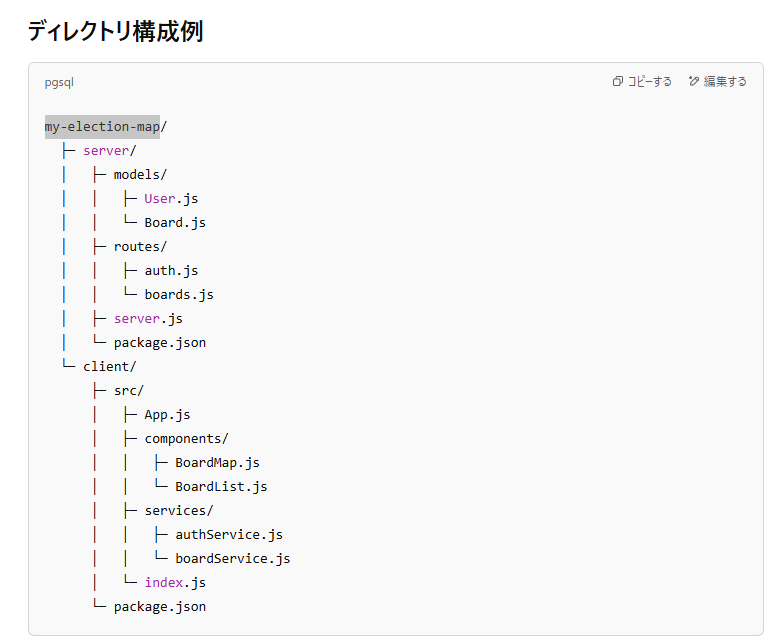 ディレクトリ構成例
pgsql
コピーする 編集する
my-election-map/
├─ server/
│   ├─ models/
│   │   ├─ User.js
│   │   └─ Board.js
│   ├─ routes/
│   │   ├─ auth.js
│   │   └─ boards.js
│   ├─ server.js
│   └─ package.json
└─ client/
    ├─ src/
    │   ├─ App.js
    │   ├─ components/
    │   │   ├─ BoardMap.js
    │   │   └─ BoardList.js
    │   ├─ services/
    │   │   ├─ authService.js
    │   │   └─ boardService.js
    │   └─ index.js
    └─ package.json